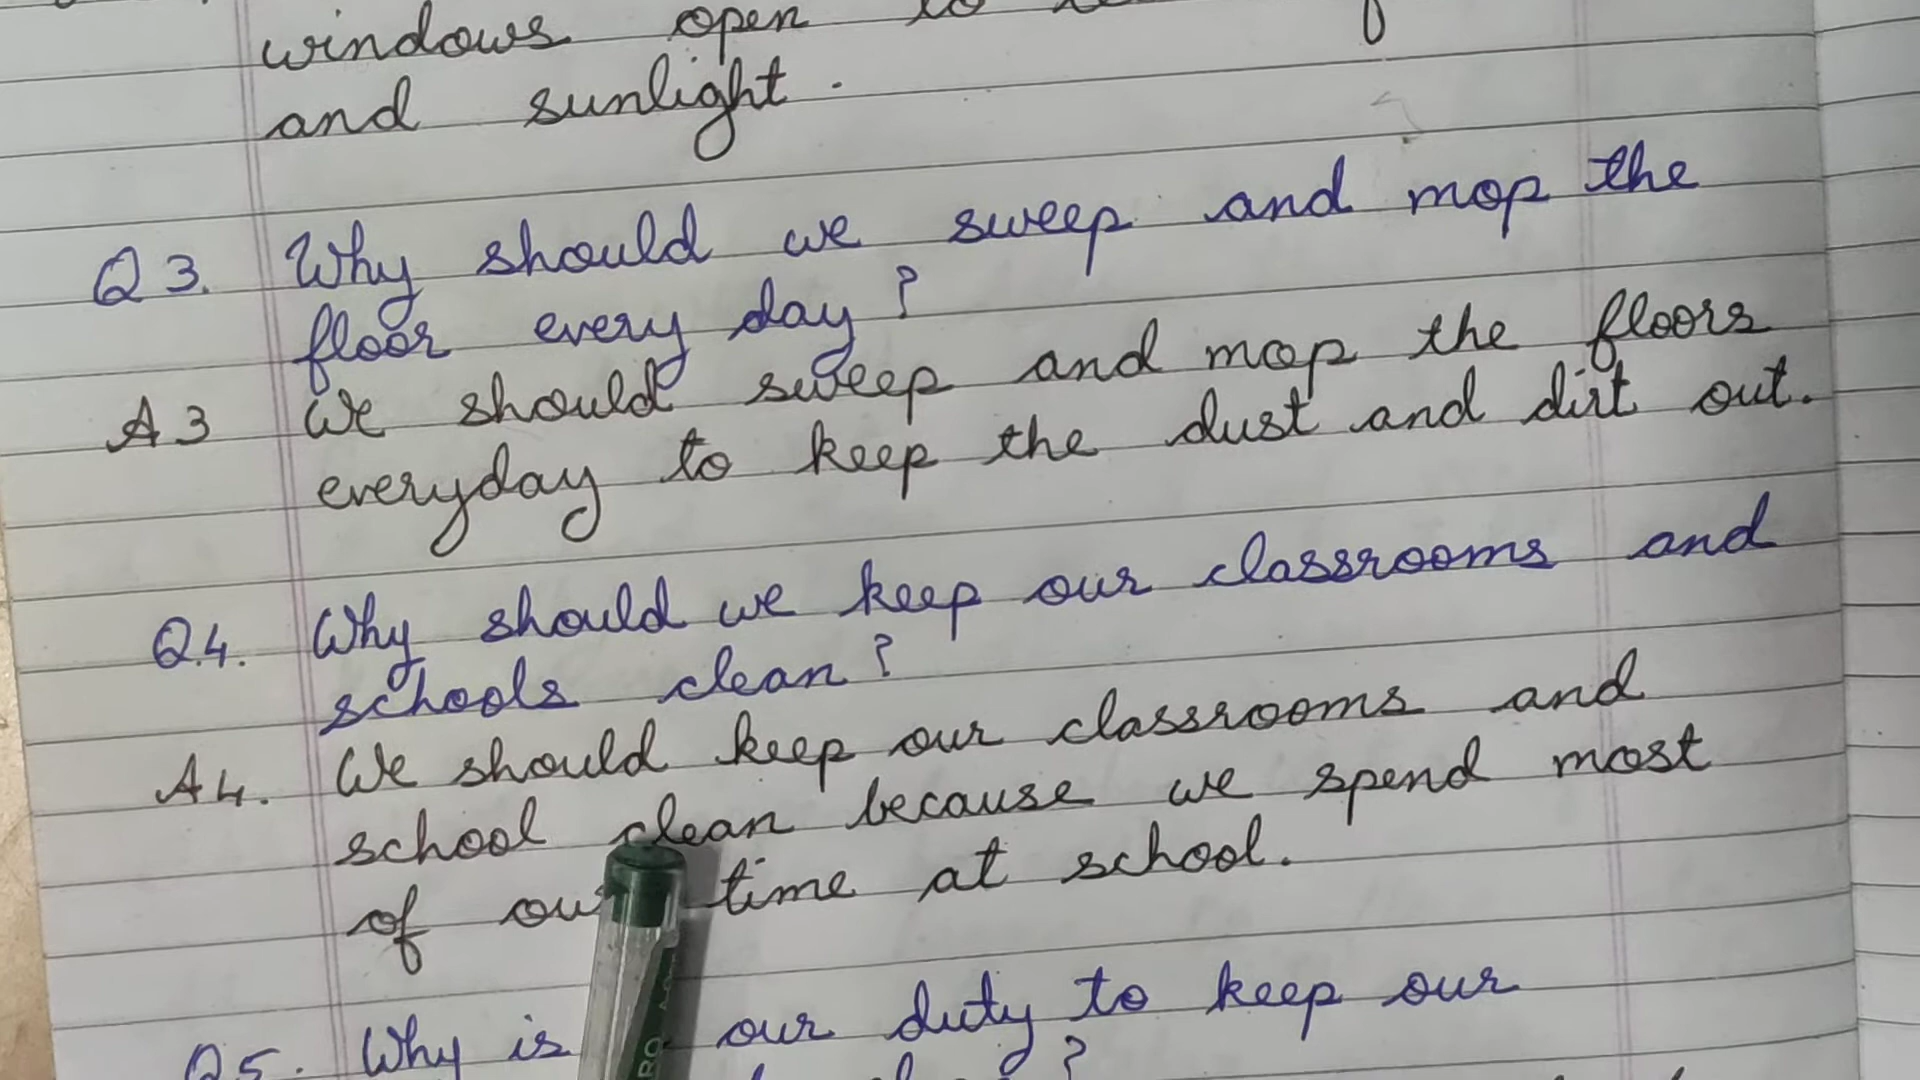 windows open to
and sunlight.
Q3. Why should we sweep and mop the
floor every day?
A3 We should sweep and mop the floors
everyday to keep the dust and dirt out.
Q.4. Why should we keep our classrooms and
schools clean?
A4. We should keep our classrooms and
school clean because we spend most
of our time at school.
Q5. Why is our duty to keep our
?